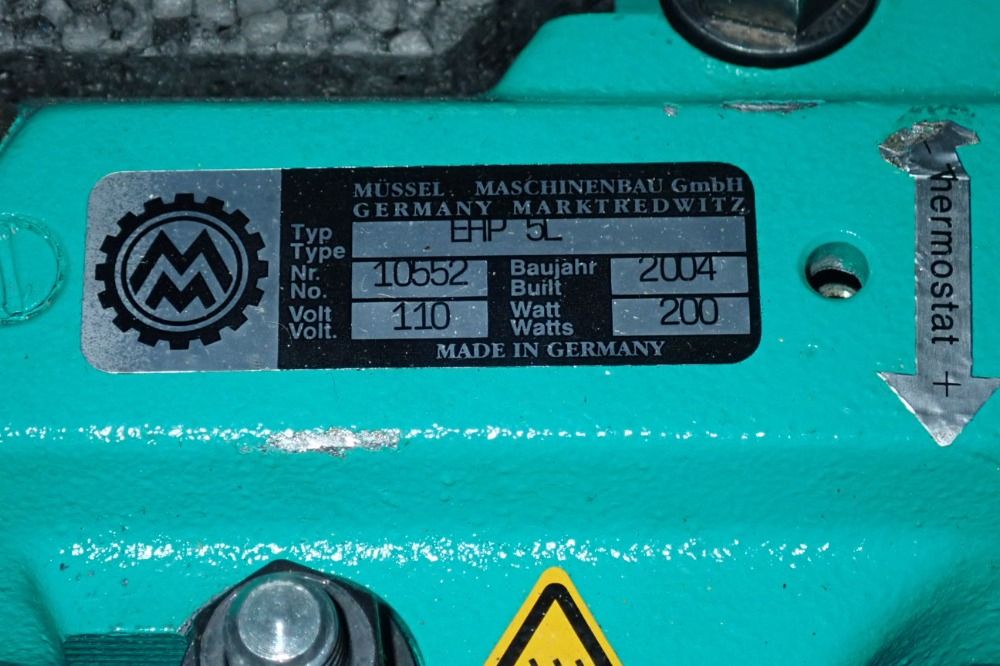 MÜSSEL MASCHINENBAU GmbH
GERMANY MARKTREDWITZ
Typ
Type
EHP 5L
Nr.
No.
10552
Baujahr
Built
2004
Volt
Volt.
110
Watt
Watts
200
MADE IN GERMANY
- thermostat +